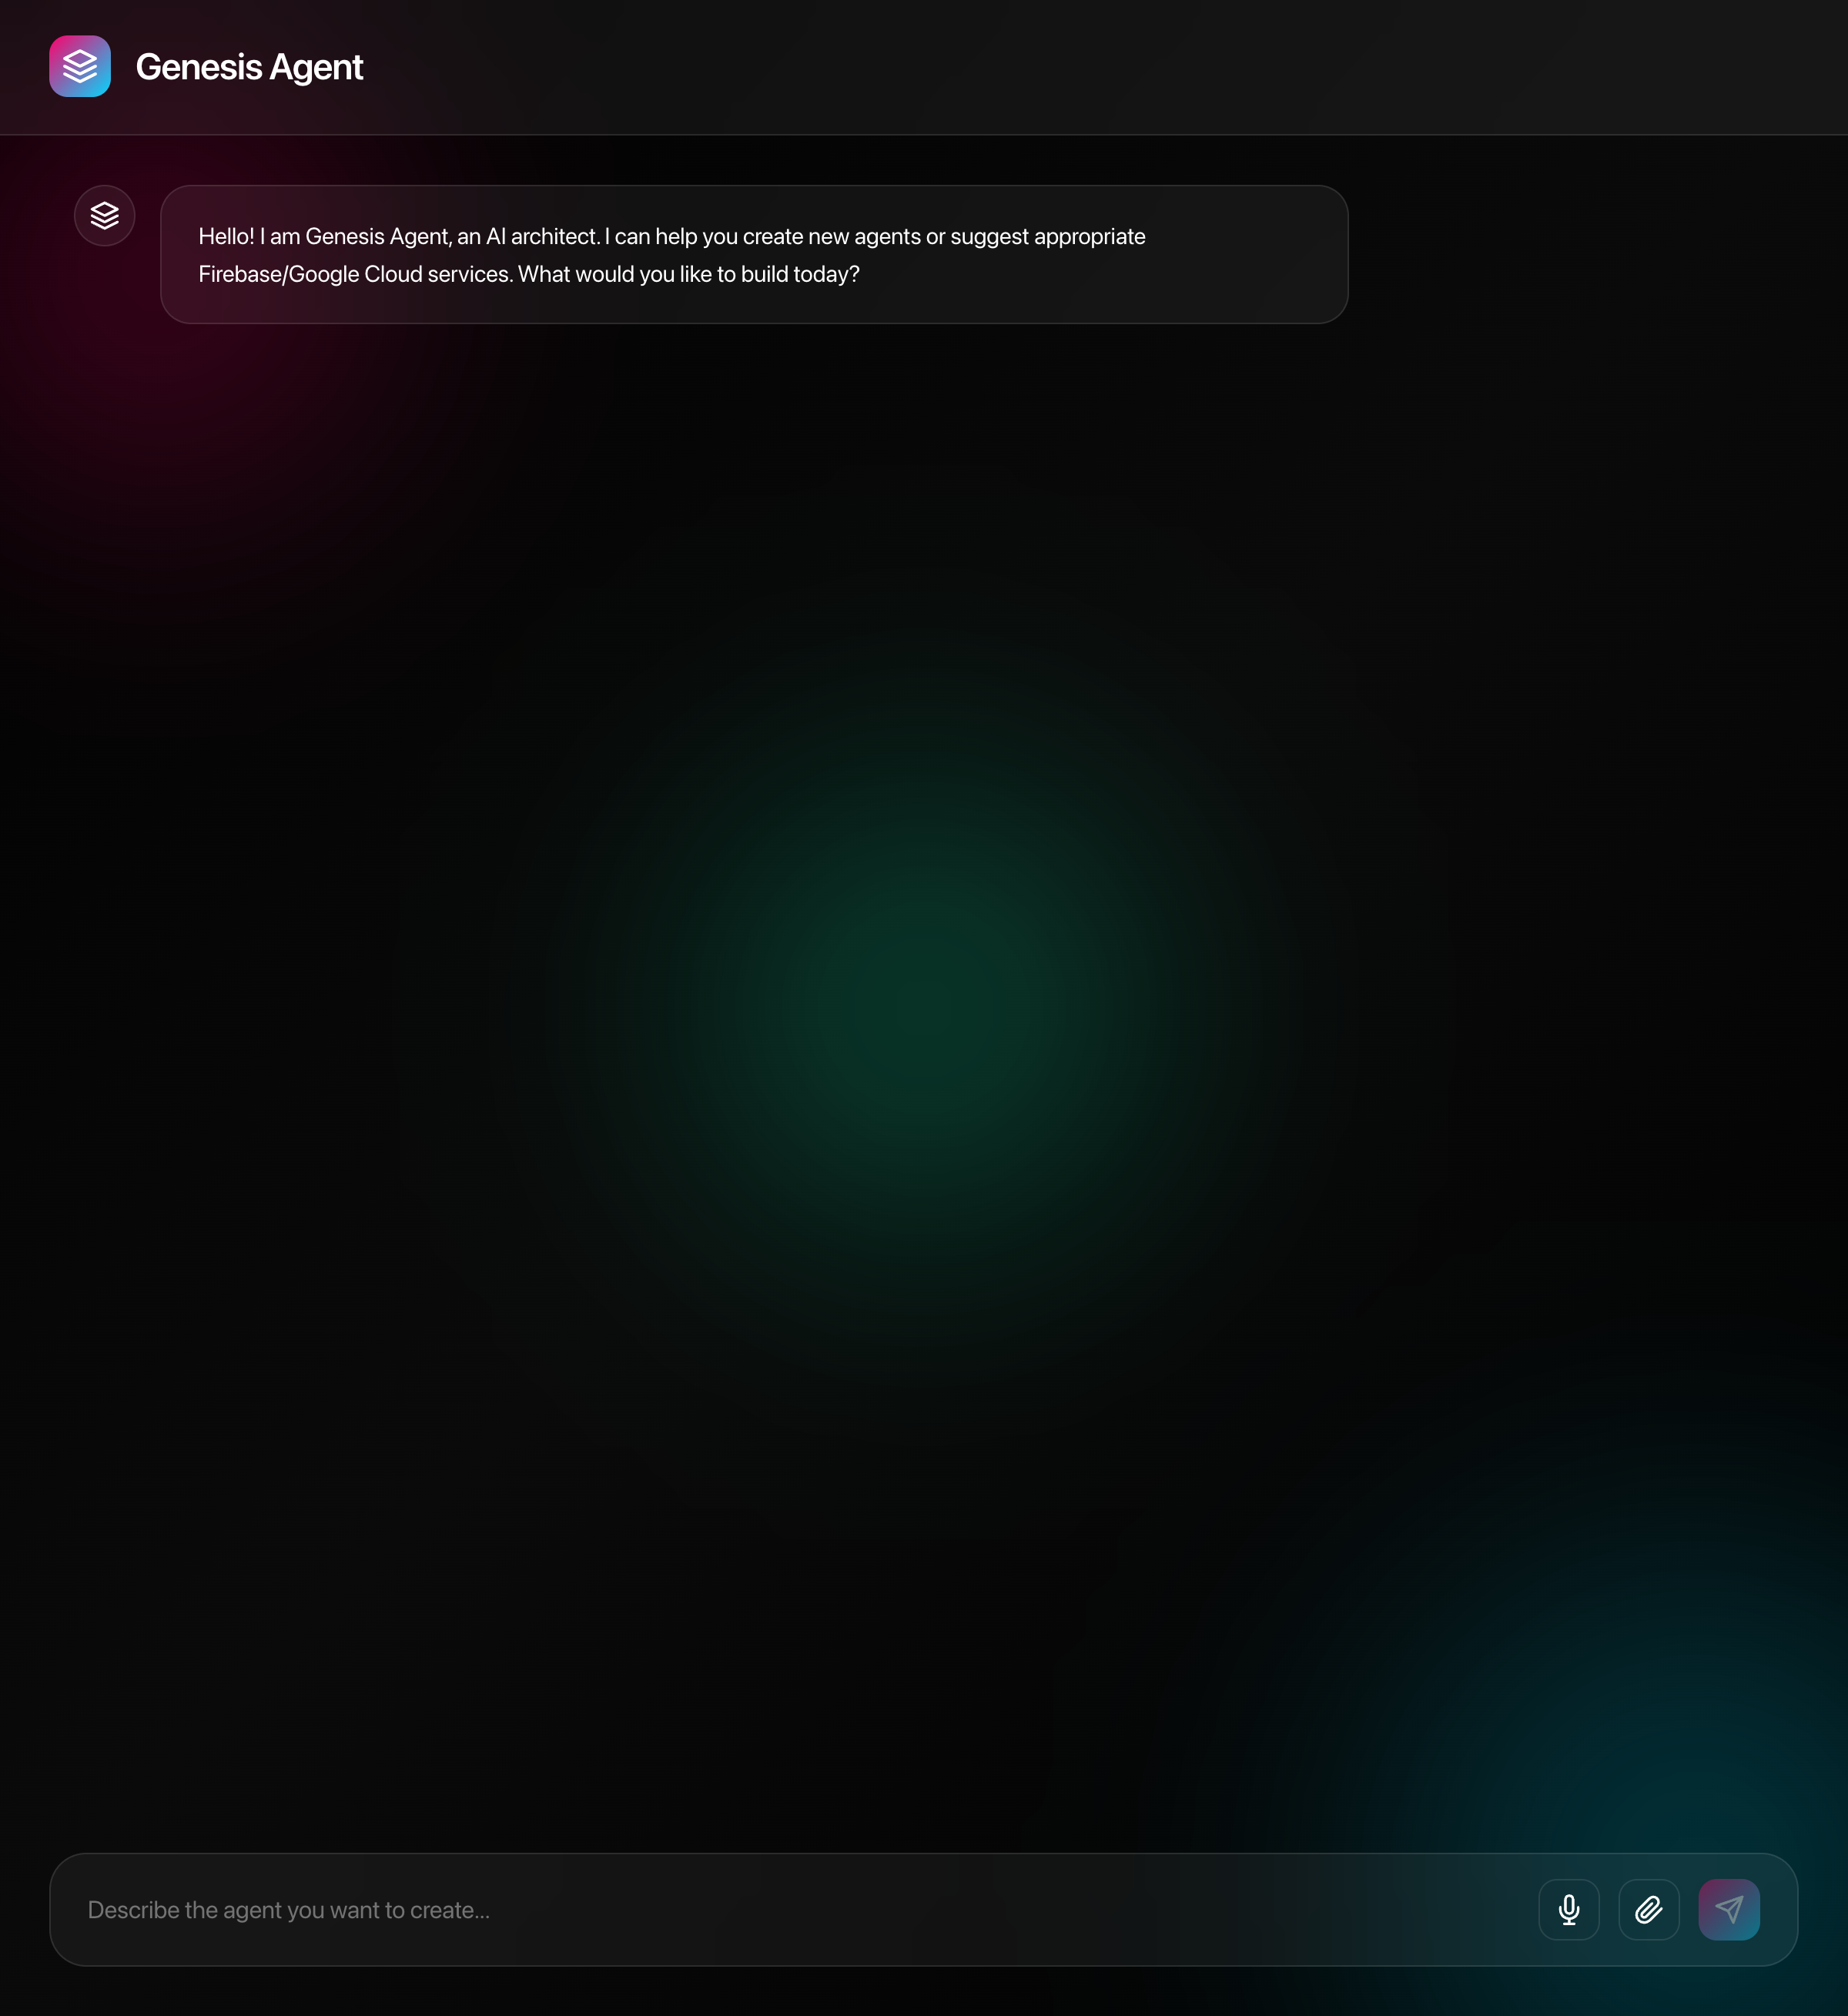 Genesis Agent
Hello! I am Genesis Agent, an AI architect. I can help you create new agents or suggest appropriate
Firebase/Google Cloud services. What would you like to build today?
Describe the agent you want to create...